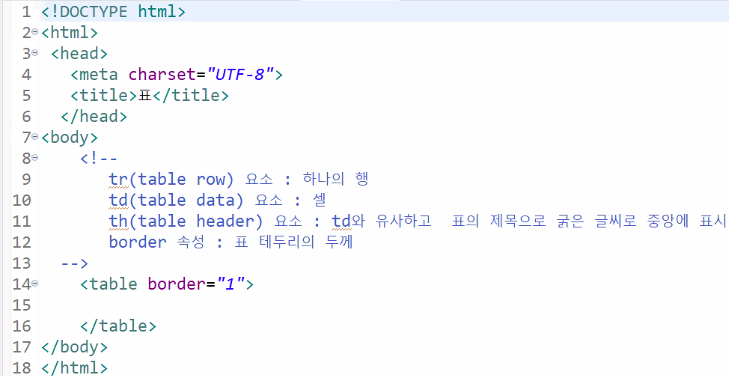 1 <!DOCTYPE html>
2 <html>
3 <head>
4 <meta charset="UTF-8">
5 <title>표</title>
6 </head>
7 <body>
8 <!--
9 tr(table row) 요소 : 하나의 행
10 td(table data) 요소 : 셀
11 th(table header) 요소 : td와 유사하고 표의 제목으로 굵은 글씨로 중앙에 표시
12 border 속성 : 표 테두리의 두께
13 -->
14 <table border="1">
15
16 </table>
17 </body>
18 </html>